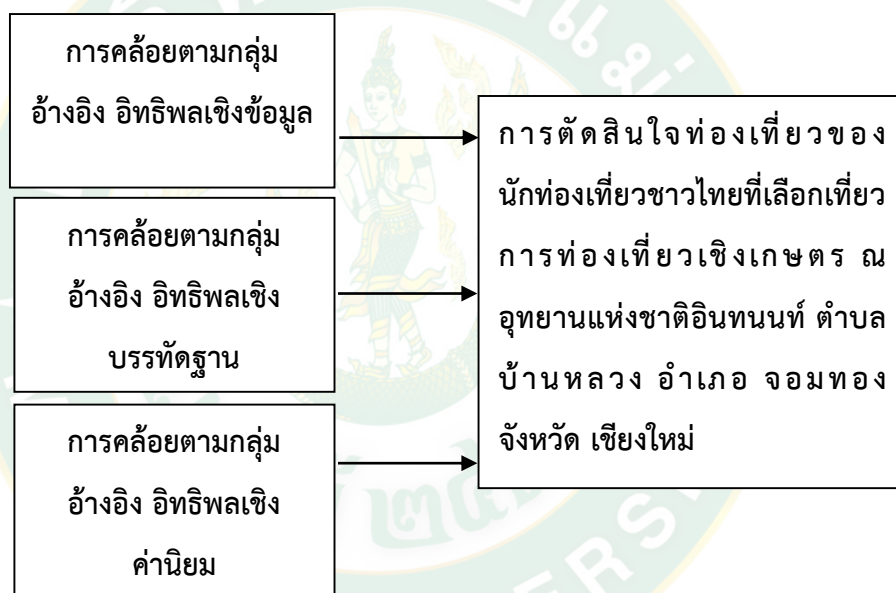 การคล้อยตามกลุ่ม
อ้างอิง อิทธิพลเชิงข้อมูล
การคล้อยตามกลุ่ม
อ้างอิง อิทธิพลเชิง
บรรทัดฐาน
การคล้อยตามกลุ่ม
อ้างอิง อิทธิพลเชิง
ค่านิยม
การตัดสินใจท่องเที่ยวของ
นักท่องเที่ยวชาวไทยที่เลือกเที่ยว
การท่องเที่ยวเชิงเกษตร ณ
อุทยานแห่งชาติอินทนนท์ ตำบล
บ้านหลวง อำเภอ จอมทอง
จังหวัด เชียงใหม่